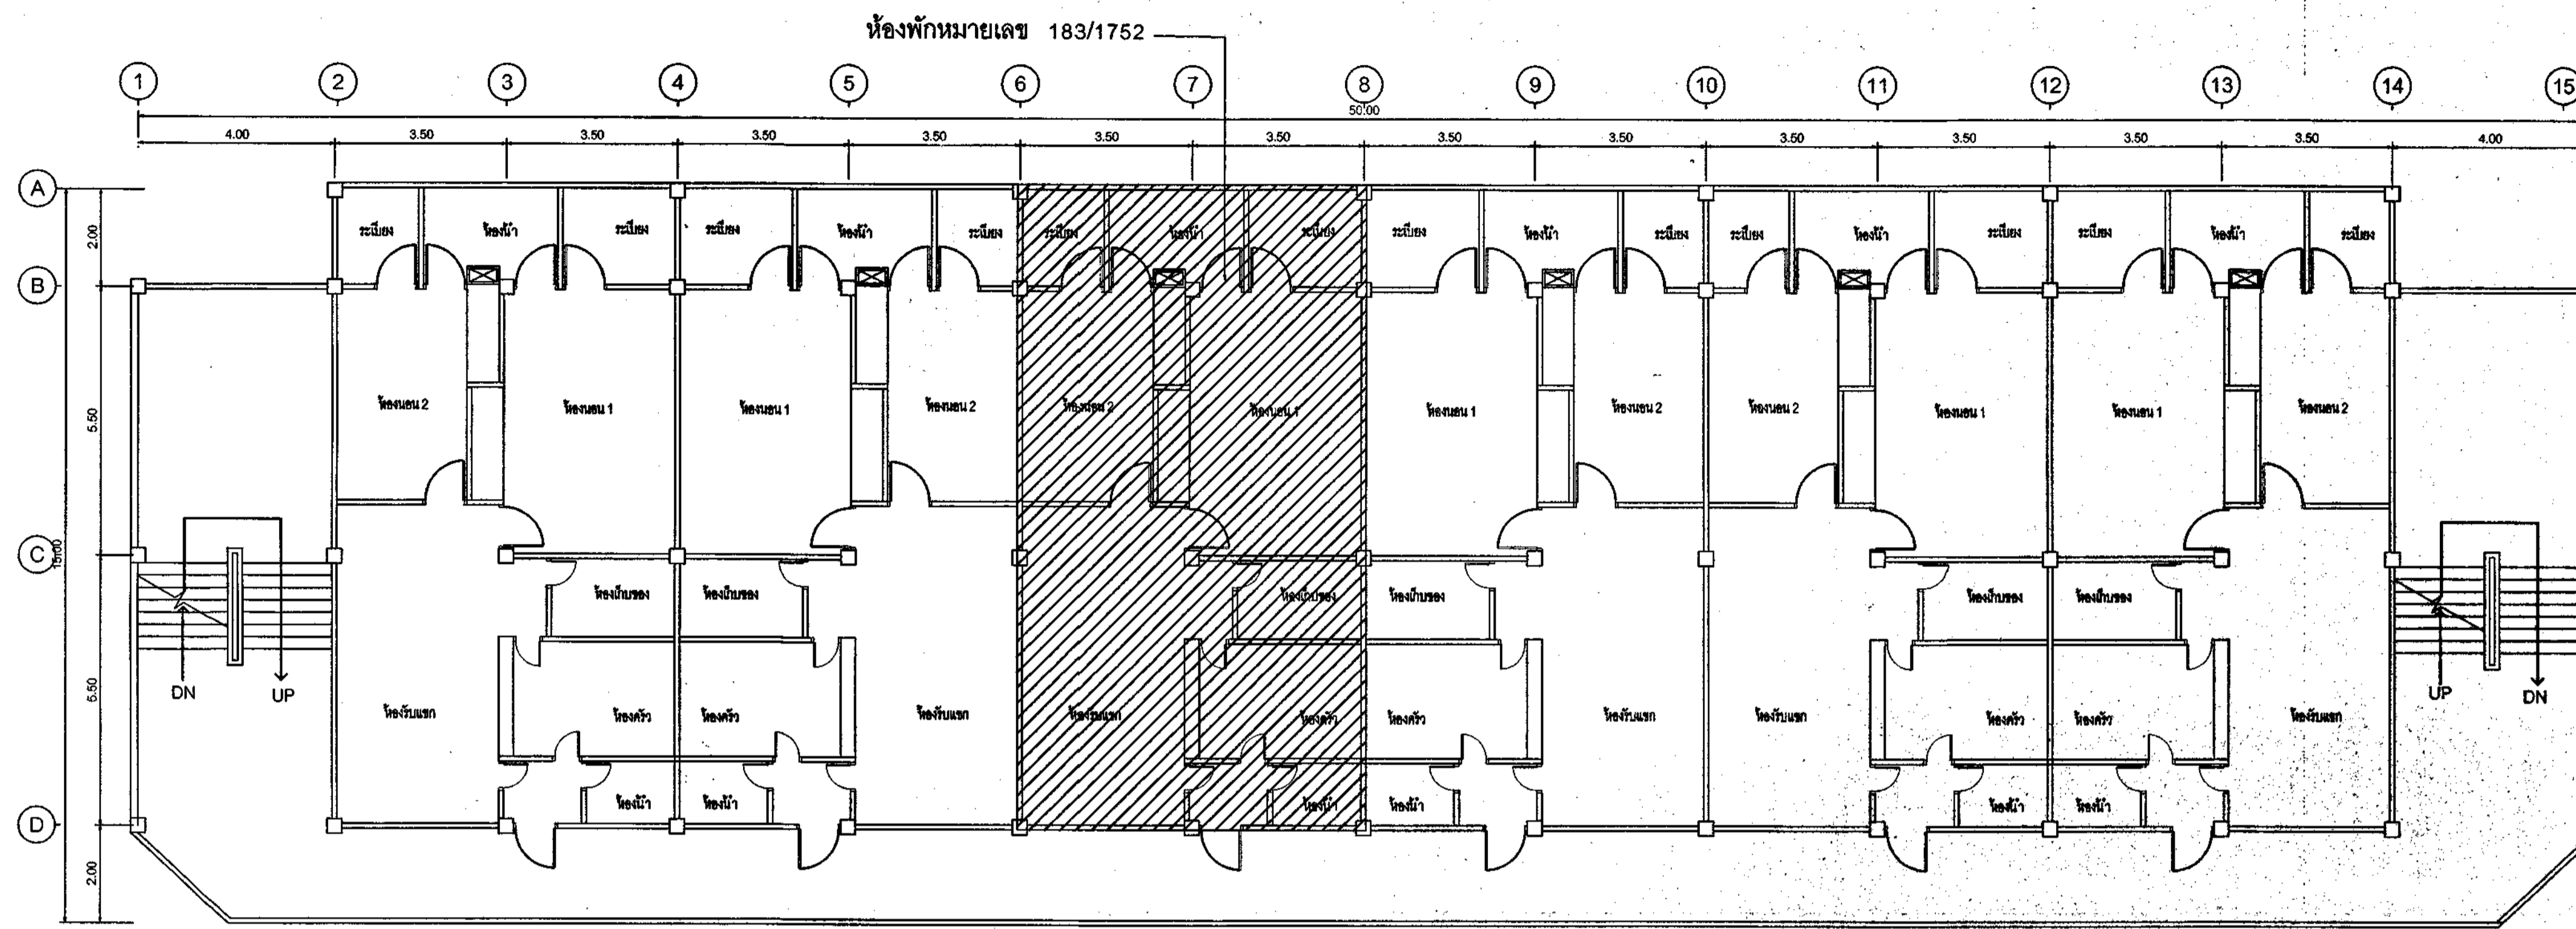 ห้องพักหมายเลข 183/1752
1 2 3 4 5 6 7 8 9 10 11 12 13 14 15
50.00
4.00 3.50 3.50 3.50 3.50 3.50 3.50 3.50 3.50 3.50 3.50 3.50 3.50 4.00
A
2.00
ระเบียง ห้องน้ำ ระเบียง ระเบียง ห้องน้ำ ระเบียง ระเบียง ห้องน้ำ ระเบียง ระเบียง ห้องน้ำ ระเบียง ระเบียง ห้องน้ำ ระเบียง ระเบียง ห้องน้ำ ระเบียง
B
5.50
ห้องนอน 2 ห้องนอน 1 ห้องนอน 1 ห้องนอน 2 ห้องนอน 2 ห้องนอน 1 ห้องนอน 1 ห้องนอน 2 ห้องนอน 2 ห้องนอน 1 ห้องนอน 1 ห้องนอน 2
C
15.00
ห้องเก็บของ ห้องเก็บของ ห้องเก็บของ ห้องเก็บของ ห้องเก็บของ ห้องเก็บของ
5.50
DN UP UP DN
ห้องรับแขก ห้องครัว ห้องครัว ห้องรับแขก ห้องรับแขก ห้องครัว ห้องครัว ห้องรับแขก ห้องรับแขก ห้องครัว ห้องครัว ห้องรับแขก
ห้องน้ำ ห้องน้ำ ห้องน้ำ ห้องน้ำ ห้องน้ำ ห้องน้ำ
D
2.00